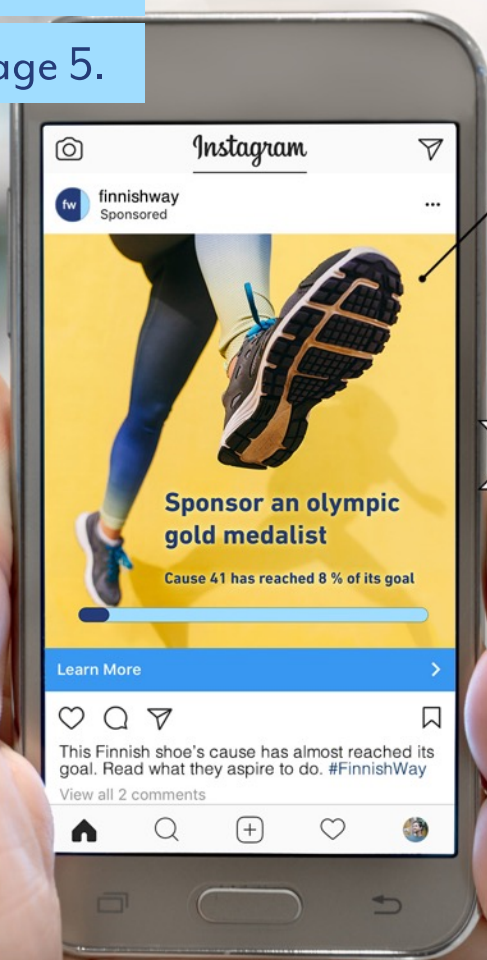 age 5.
Instagram
fw
finnishway
Sponsored
Sponsor an olympic
gold medalist
Cause 41 has reached 8 % of its goal
Learn More
This Finnish shoe's cause has almost reached its
goal. Read what they aspire to do. #FinnishWay
View all 2 comments